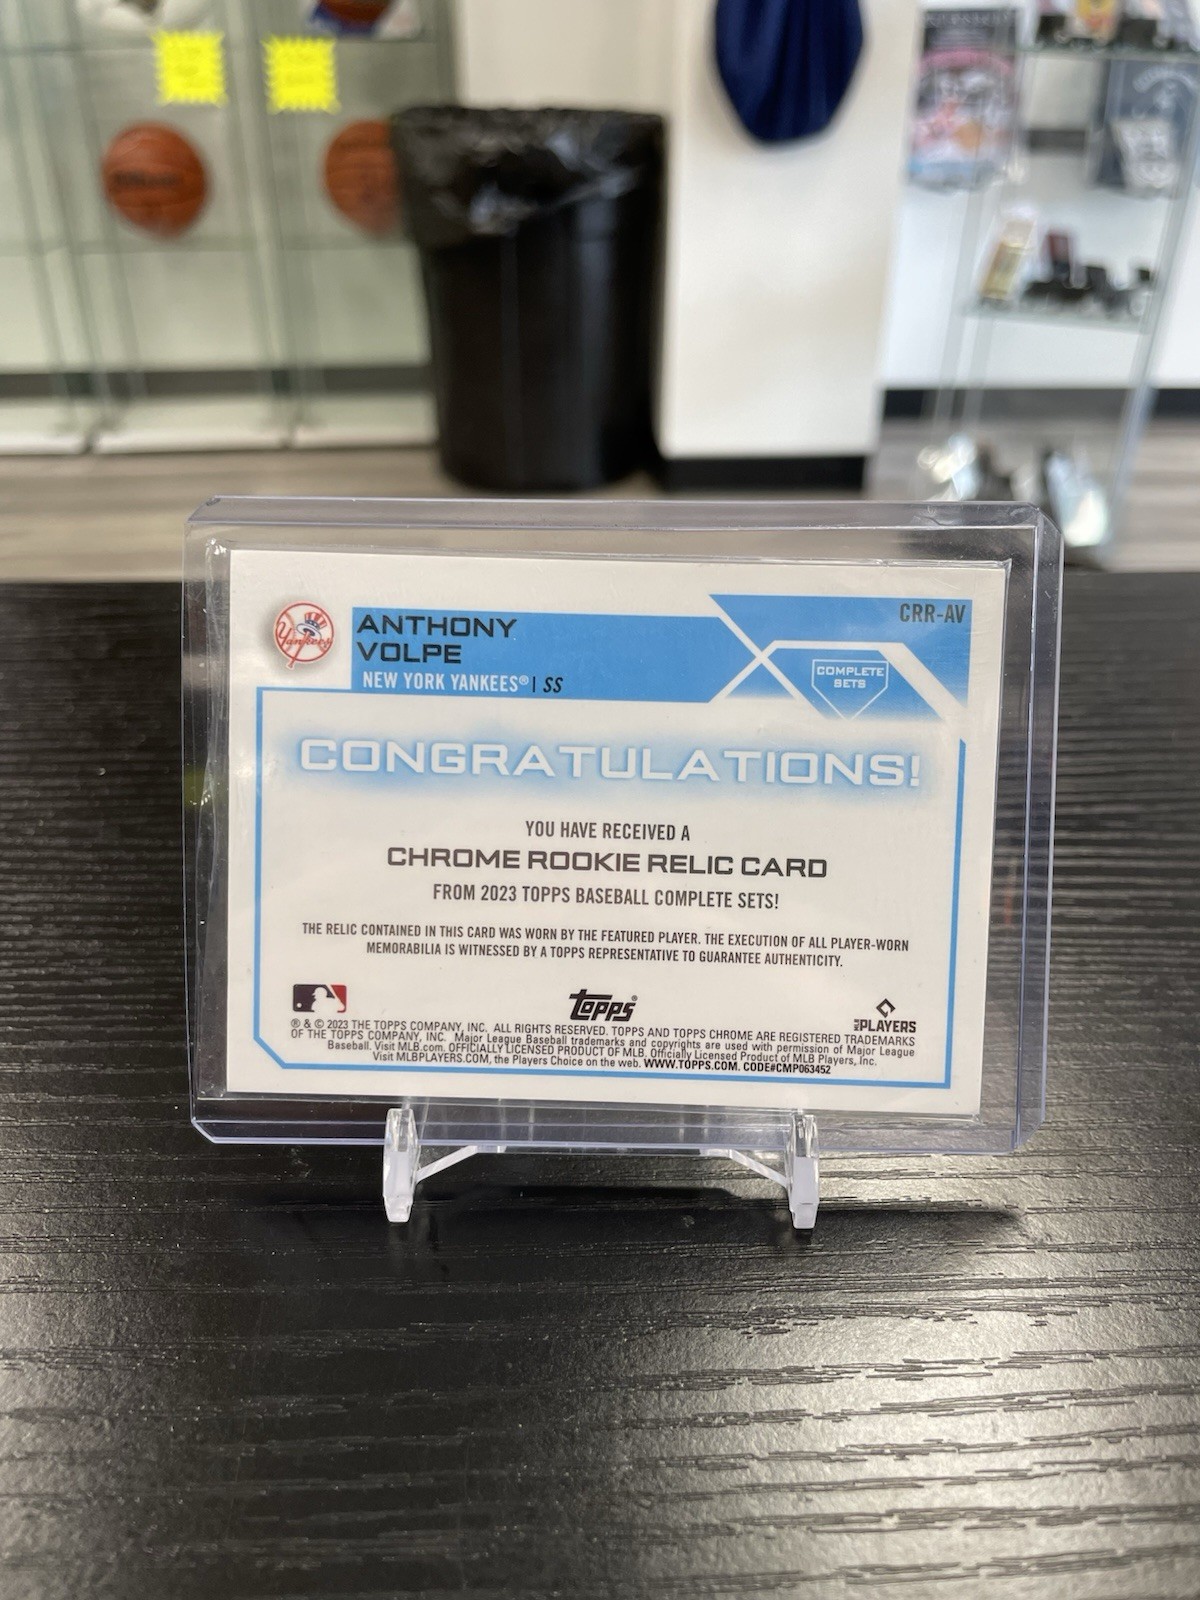 CRR-AV
ANTHONY
VOLPE
NEW YORK YANKEES® | SS
COMPLETE
SETS
CONGRATULATIONS!
YOU HAVE RECEIVED A
CHROME ROOKIE RELIC CARD
FROM 2023 TOPPS BASEBALL COMPLETE SETS!
THE RELIC CONTAINED IN THIS CARD WAS WORN BY THE FEATURED PLAYER. THE EXECUTION OF ALL PLAYER-WORN
MEMORABILIA IS WITNESSED BY A TOPPS REPRESENTATIVE TO GUARANTEE AUTHENTICITY.
topps®
MLB PLAYERS
® & © 2023 THE TOPPS COMPANY, INC. ALL RIGHTS RESERVED. TOPPS AND TOPPS CHROME ARE REGISTERED TRADEMARKS
OF THE TOPPS COMPANY, INC. Major League Baseball trademarks and copyrights are used with permission of Major League
Baseball. Visit MLB.com. OFFICIALLY LICENSED PRODUCT OF MLB. Officially Licensed Product of MLB Players, Inc.
Visit MLBPLAYERS.COM, the Players Choice on the web. WWW.TOPPS.COM. CODE#CMP063452